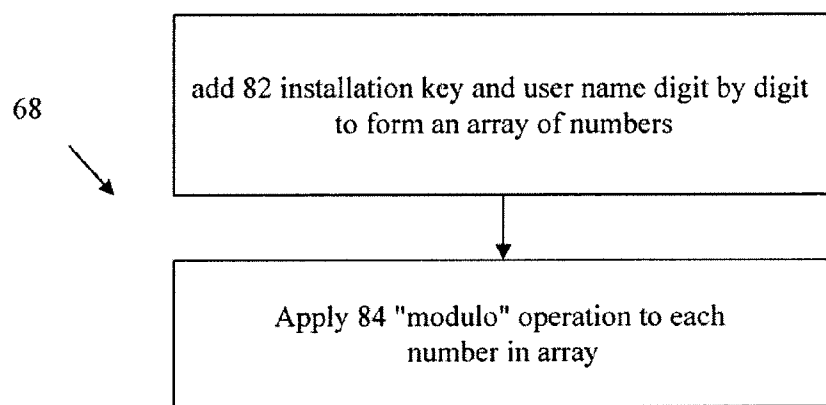 68
add 82 installation key and user name digit by digit
to form an array of numbers
Apply 84 "modulo" operation to each
number in array